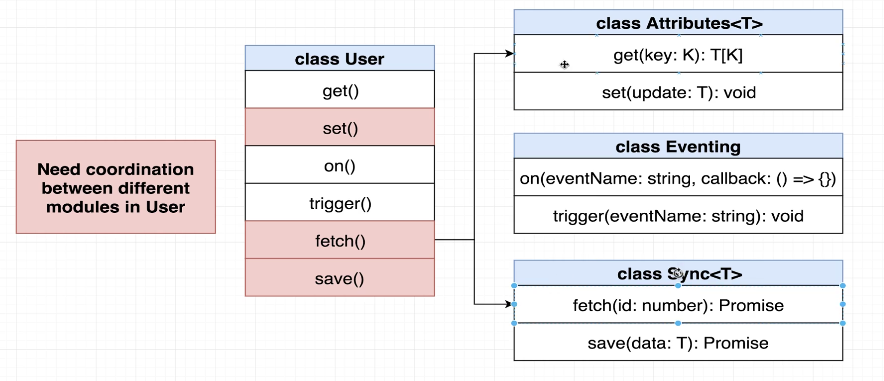 Need coordination
between different
modules in User
class User
get()
set()
on()
trigger()
fetch()
save()
class Attributes<T>
get(key: K): T[K]
set(update: T): void
class Eventing
on(eventName: string, callback: () => {})
trigger(eventName: string): void
class Sync<T>
fetch(id: number): Promise
save(data: T): Promise